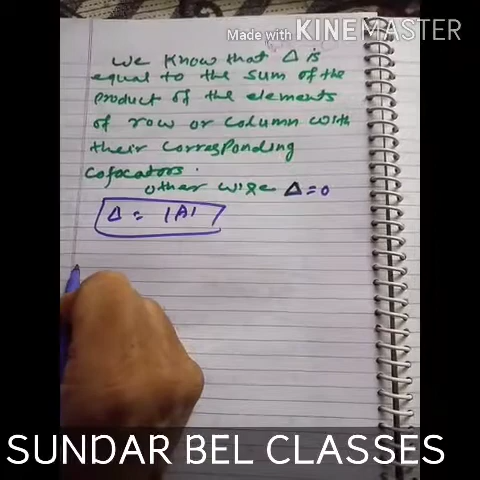 Made with KINEMASTER
We Know that Δ is
equal to the sum of the
product of the elements
of row or column with
their corresponding
cofocators.
other wise Δ=0
Δ = |A|
SUNDAR BEL CLASSES